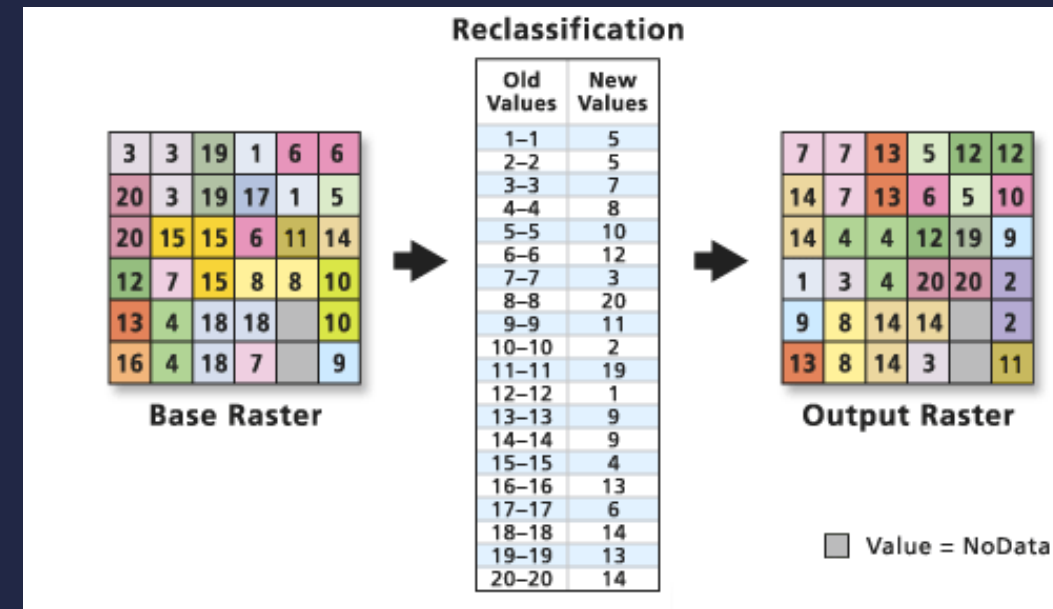 Reclassification
Old Values New Values
1–1 5
2–2 5
3–3 7
4–4 8
5–5 10
6–6 12
7–7 3
8–8 20
9–9 11
10–10 2
11–11 19
12–12 1
13–13 9
14–14 9
15–15 4
16–16 13
17–17 6
18–18 14
19–19 13
20–20 14
3 3 19 1 6 6
20 3 19 17 1 5
20 15 15 6 11 14
12 7 15 8 8 10
13 4 18 18 10
16 4 18 7 9
Base Raster
7 7 13 5 12 12
14 7 13 6 5 10
14 4 4 12 19 9
1 3 4 20 20 2
9 8 14 14 2
13 8 14 3 11
Output Raster
Value = NoData